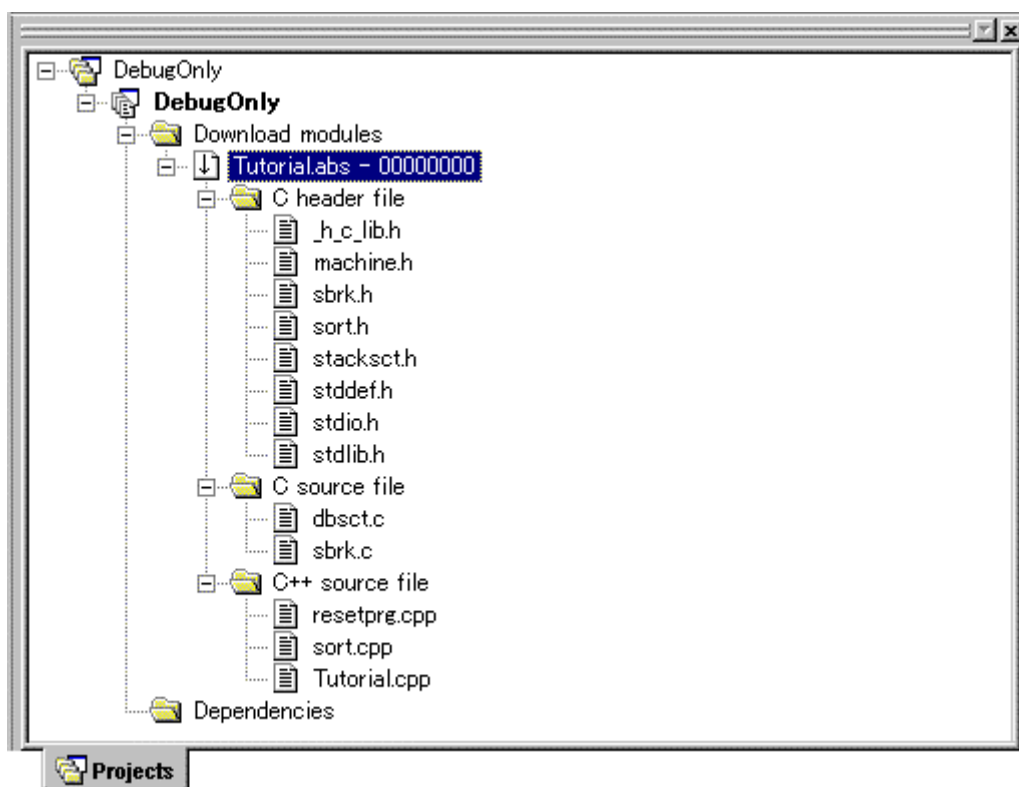 DebugOnly
DebugOnly
Download modules
Tutorial.abs - 00000000
C header file
_h_c_lib.h
machine.h
sbrk.h
sort.h
stacksct.h
stddef.h
stdio.h
stdlib.h
C source file
dbsct.c
sbrk.c
C++ source file
resetprg.cpp
sort.cpp
Tutorial.cpp
Dependencies
Projects